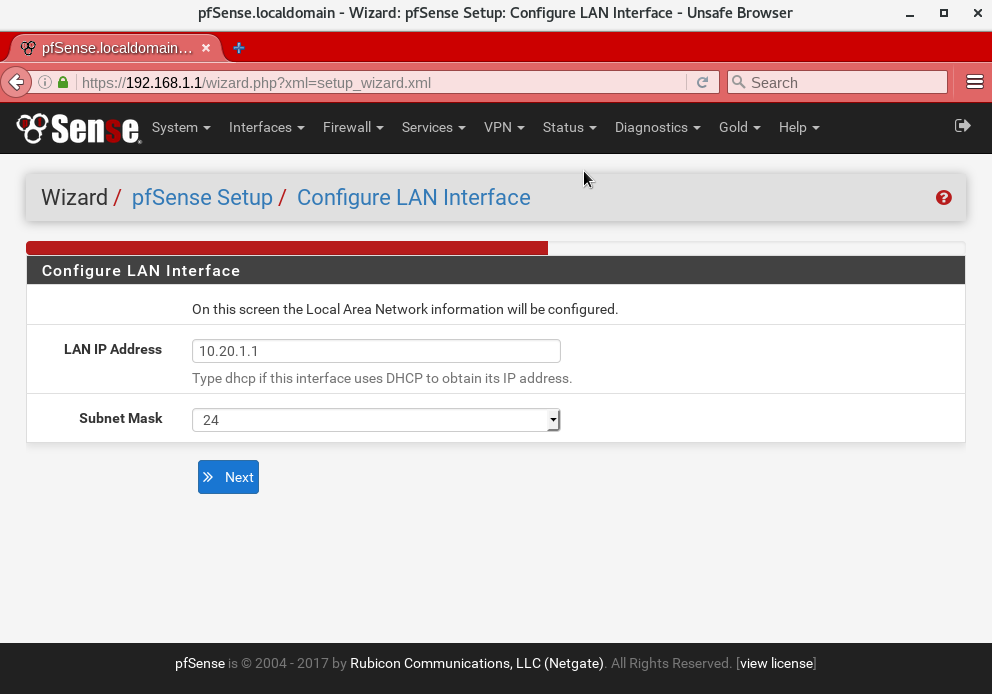 pfSense.localdomain - Wizard: pfSense Setup: Configure LAN Interface - Unsafe Browser
pfSense.localdomain…
https://192.168.1.1/wizard.php?xml=setup_wizard.xml
Search
Sense
System Interfaces Firewall Services VPN Status Diagnostics Gold Help
Wizard / pfSense Setup / Configure LAN Interface
Configure LAN Interface
On this screen the Local Area Network information will be configured.
LAN IP Address
10.20.1.1
Type dhcp if this interface uses DHCP to obtain its IP address.
Subnet Mask
24
Next
pfSense is © 2004 - 2017 by Rubicon Communications, LLC (Netgate). All Rights Reserved. [view license]